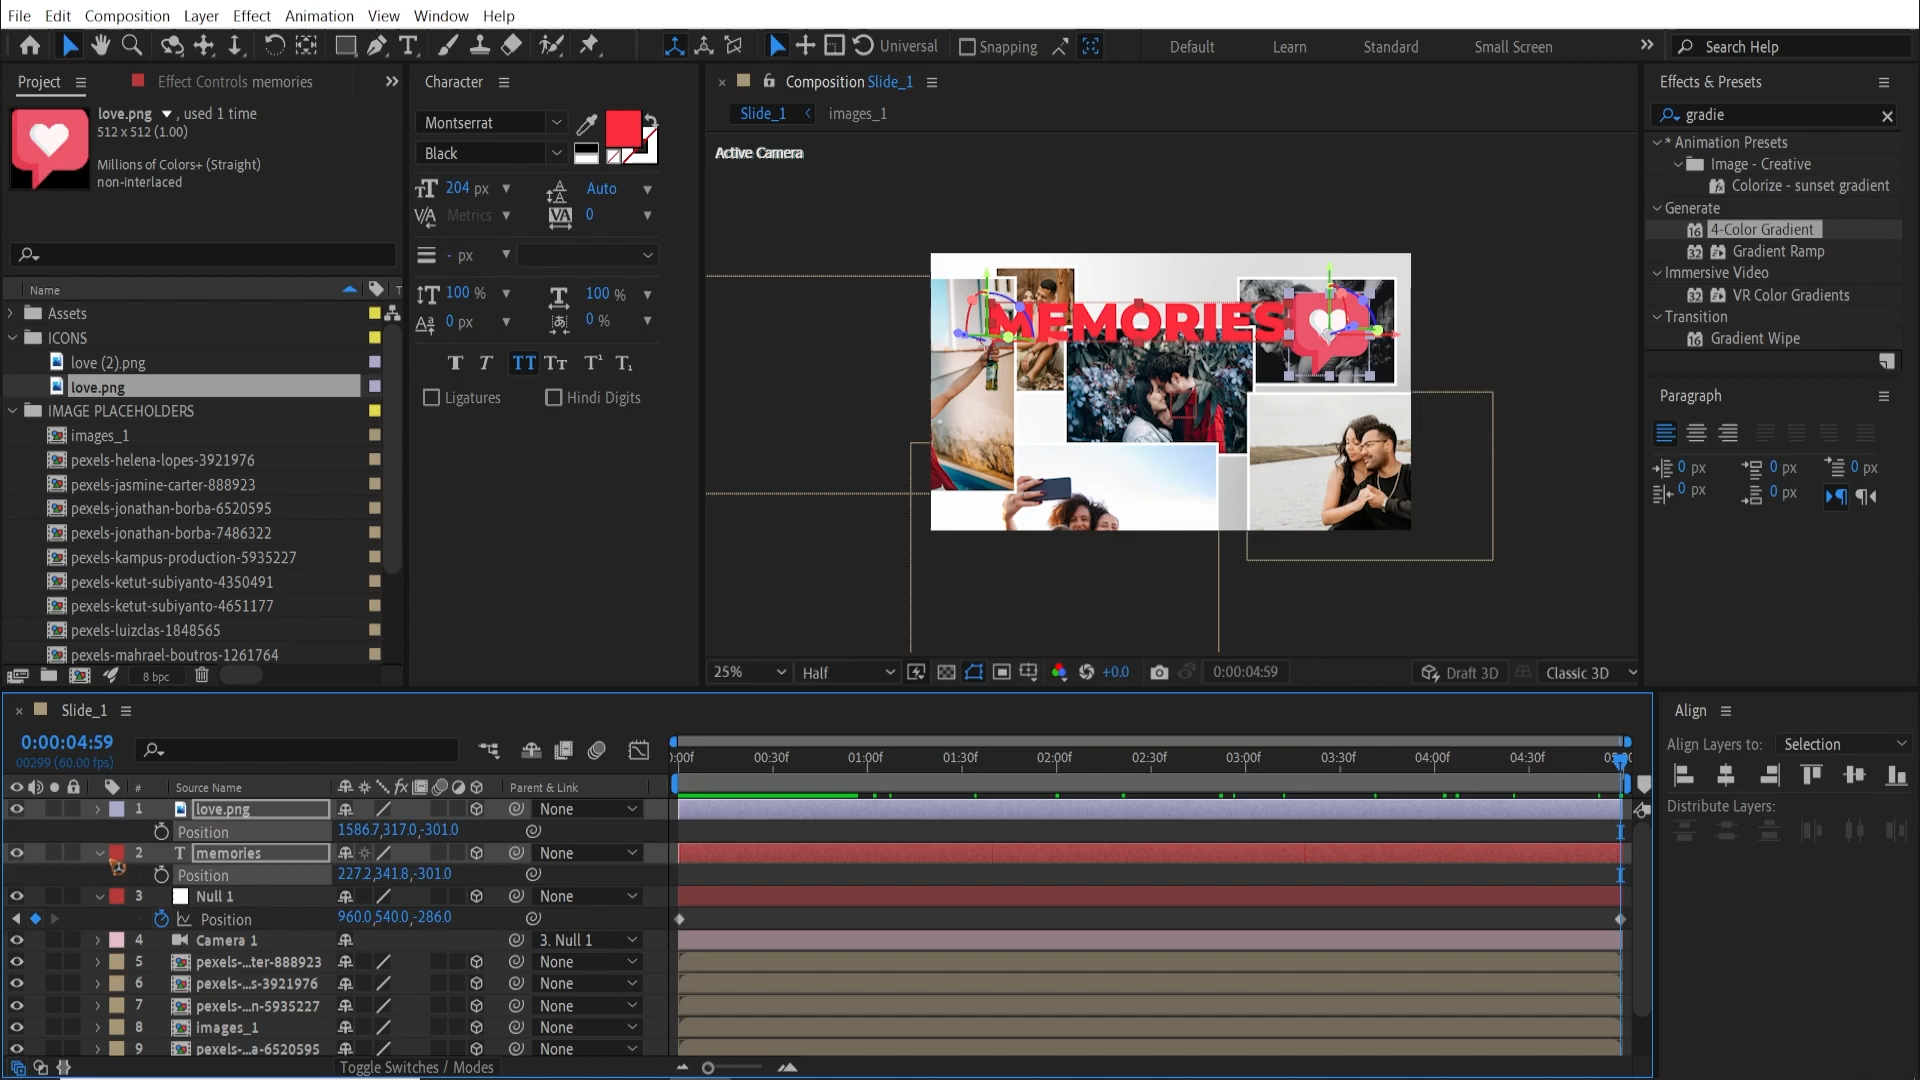 File Edit Composition Layer Effect Animation View Window Help
Universal Snapping Default Learn Standard Small Screen Search Help
Project Effect Controls memories
love.png , used 1 time
512 x 512 (1.00)
Millions of Colors+ (Straight)
non-interlaced
Name T
Assets
ICONS
love (2).png
love.png
IMAGE PLACEHOLDERS
images_1
pexels-helena-lopes-3921976
pexels-jasmine-carter-888923
pexels-jonathan-borba-6520595
pexels-jonathan-borba-7486322
pexels-kampus-production-5935227
pexels-ketut-subiyanto-4350491
pexels-ketut-subiyanto-4651177
pexels-luizclas-1848565
pexels-mahrael-boutros-1261764
8 bpc
Character
Montserrat
Black
204 px Auto
Metrics 0
- px
100 % 100 %
0 px 0 %
Ligatures Hindi Digits
Composition Slide_1
Slide_1 images_1
Active Camera
MEMORIES
25% Half +0.0 0:00:04:59 Draft 3D Classic 3D
Effects & Presets
gradie
* Animation Presets
Image - Creative
Colorize - sunset gradient
Generate
4-Color Gradient
Gradient Ramp
Immersive Video
VR Color Gradients
Transition
Gradient Wipe
Paragraph
0 px 0 px 0 px
0 px 0 px
Slide_1
0:00:04:59
00299 (60.00 fps)
:00f 00:30f 01:00f 01:30f 02:00f 02:30f 03:00f 03:30f 04:00f 04:30f
# Source Name Parent & Link
1 love.png None
Position 1586.7,317.0,-301.0
2 memories None
Position 227.2,341.8,-301.0
3 Null 1 None
Position 960.0,540.0,-286.0
4 Camera 1 3. Null 1
5 pexels-...ter-888923 None
6 pexels-...s-3921976 None
7 pexels-...n-5935227 None
8 images_1 None
9 pexels-...a-6520595 None
Toggle Switches / Modes
Align
Align Layers to: Selection
Distribute Layers: